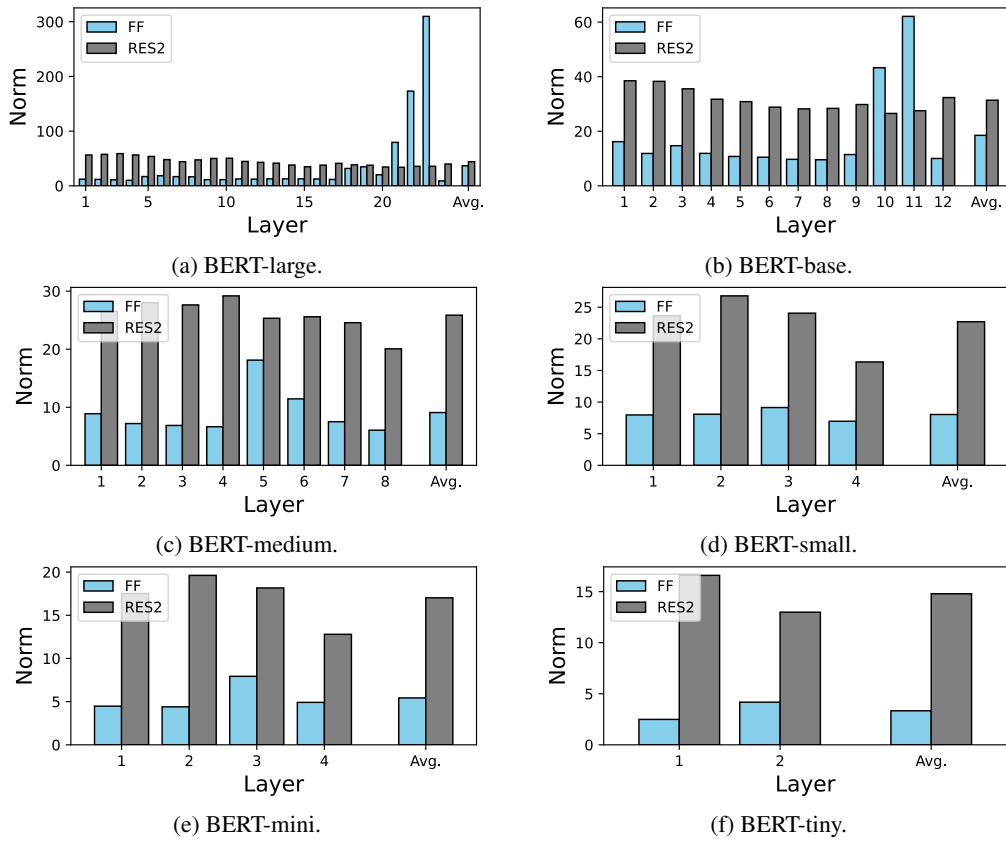 300
200
100
0
Norm
FF
RES2
1 5 10 15 20 Avg.
Layer
(a) BERT-large.
60
40
20
0
Norm
FF
RES2
1 2 3 4 5 6 7 8 9 10 11 12 Avg.
Layer
(b) BERT-base.
30
20
10
0
Norm
FF
RES2
1 2 3 4 5 6 7 8 Avg.
Layer
(c) BERT-medium.
25
20
15
10
5
0
Norm
FF
RES2
1 2 3 4 Avg.
Layer
(d) BERT-small.
20
15
10
5
0
Norm
FF
RES2
1 2 3 4 Avg.
Layer
(e) BERT-mini.
15
10
5
0
Norm
FF
RES2
1 2 Avg.
Layer
(f) BERT-tiny.